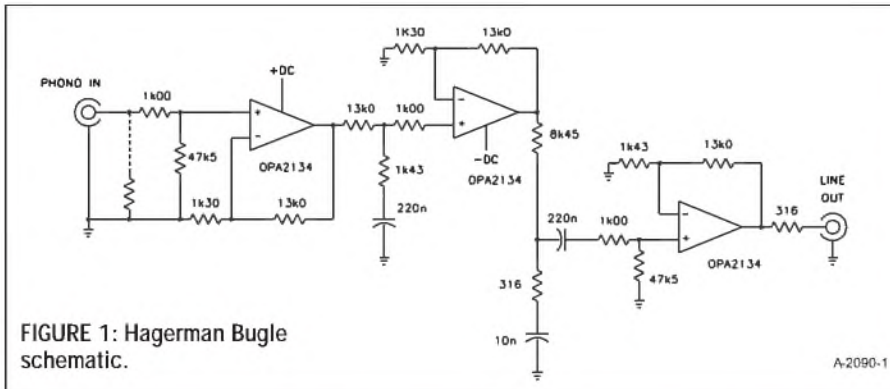 PHONO IN
1k00
47k5
1k30
13k0
+DC
OPA2134
13k0
1k43
220n
1k00
1K30
13k0
-DC
OPA2134
8k45
220n
316
10n
1k00
47k5
1k43
13k0
OPA2134
316
LINE
OUT
FIGURE 1: Hagerman Bugle
schematic.
A-2090-1